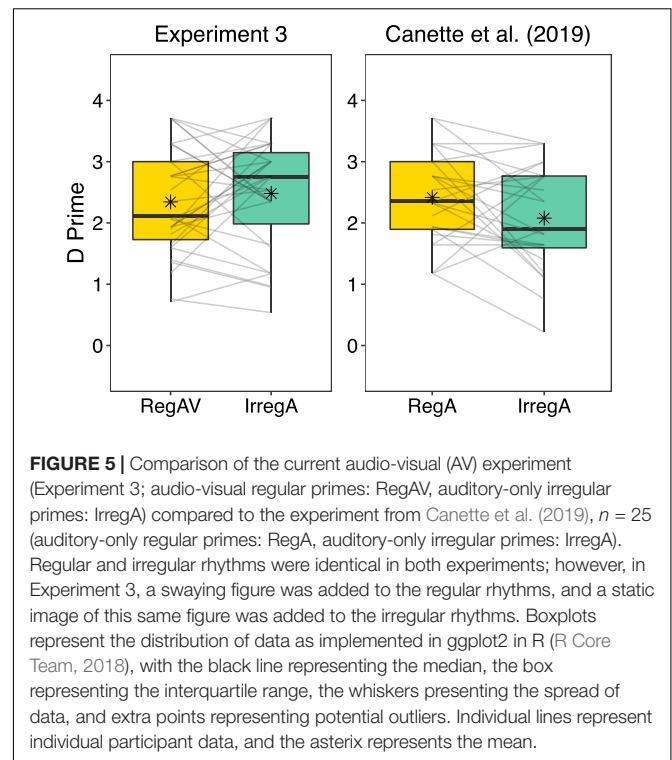 Experiment 3
Canette et al. (2019)
D Prime
4
3
2
1
0
4
3
2
1
0
RegAV
IrregA
RegA
IrregA
FIGURE 5 | Comparison of the current audio-visual (AV) experiment
(Experiment 3; audio-visual regular primes: RegAV, auditory-only irregular
primes: IrregA) compared to the experiment from Canette et al. (2019), n = 25
(auditory-only regular primes: RegA, auditory-only irregular primes: IrregA).
Regular and irregular rhythms were identical in both experiments; however, in
Experiment 3, a swaying figure was added to the regular rhythms, and a static
image of this same figure was added to the irregular rhythms. Boxplots
represent the distribution of data as implemented in ggplot2 in R (R Core
Team, 2018), with the black line representing the median, the box
representing the interquartile range, the whiskers presenting the spread of
data, and extra points representing potential outliers. Individual lines represent
individual participant data, and the asterix represents the mean.